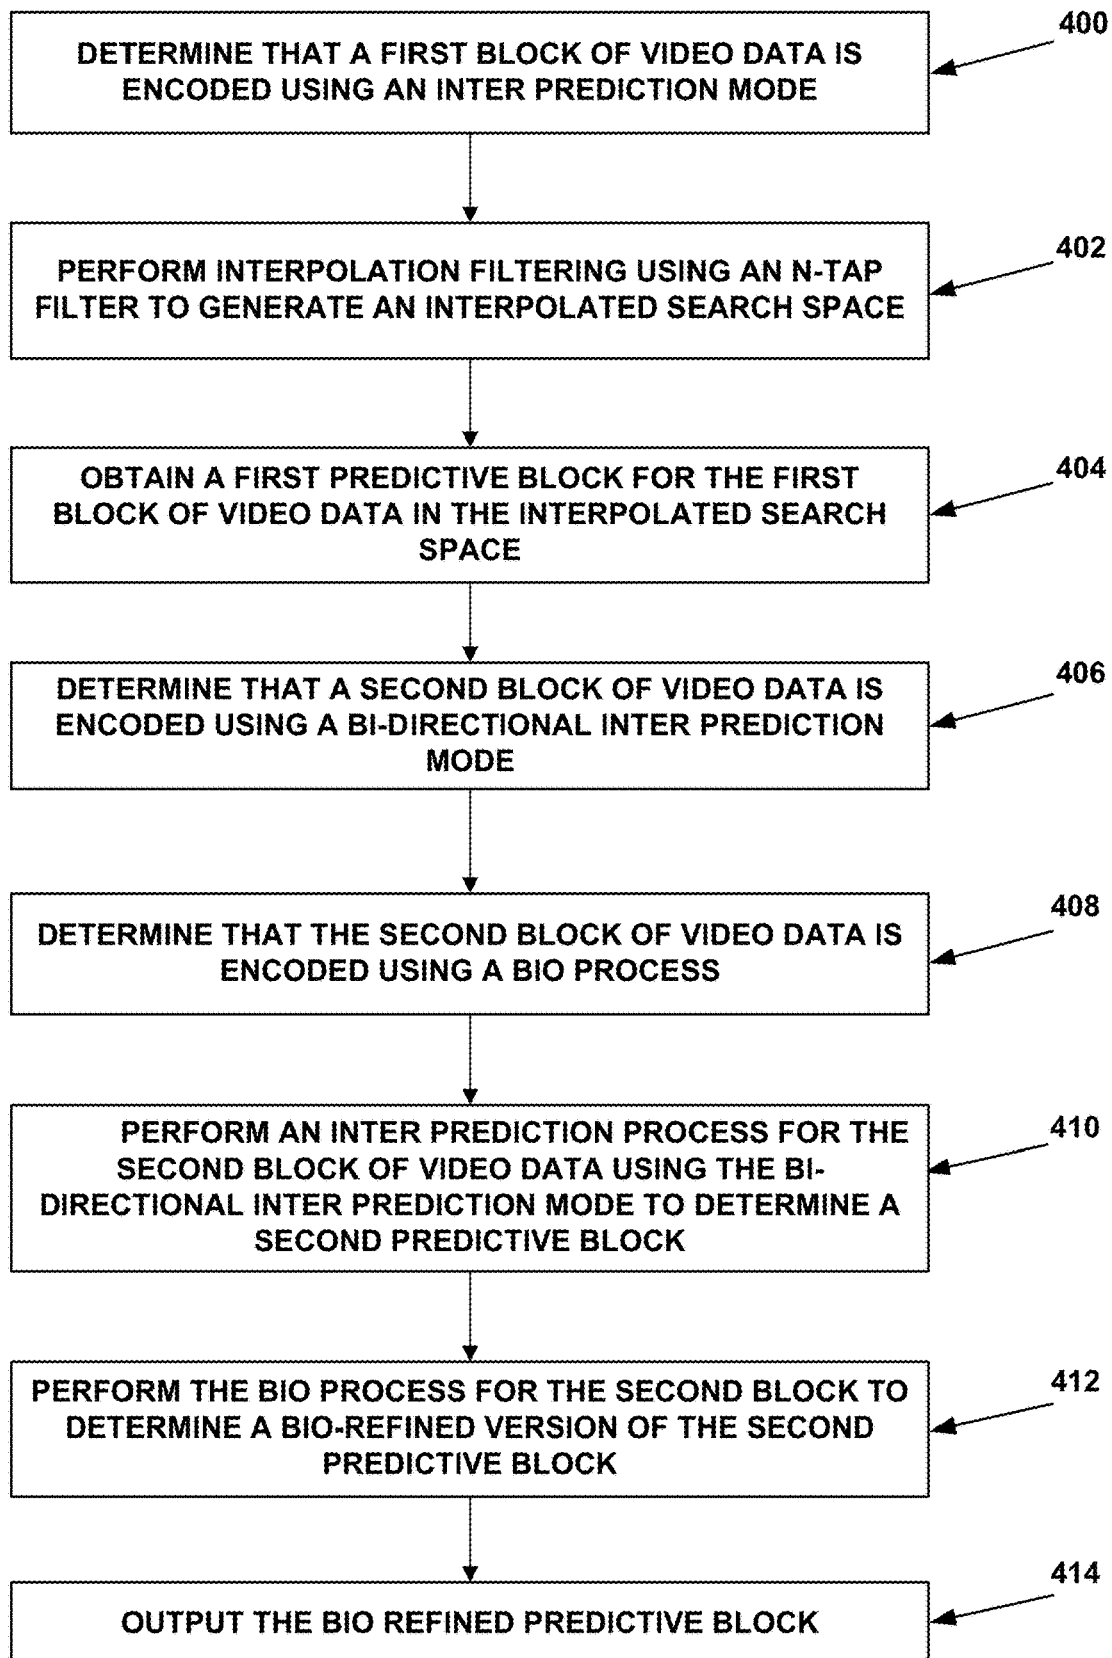 400
DETERMINE THAT A FIRST BLOCK OF VIDEO DATA IS
ENCODED USING AN INTER PREDICTION MODE
402
PERFORM INTERPOLATION FILTERING USING AN N-TAP
FILTER TO GENERATE AN INTERPOLATED SEARCH SPACE
404
OBTAIN A FIRST PREDICTIVE BLOCK FOR THE FIRST
BLOCK OF VIDEO DATA IN THE INTERPOLATED SEARCH
SPACE
406
DETERMINE THAT A SECOND BLOCK OF VIDEO DATA IS
ENCODED USING A BI-DIRECTIONAL INTER PREDICTION
MODE
408
DETERMINE THAT THE SECOND BLOCK OF VIDEO DATA IS
ENCODED USING A BIO PROCESS
410
PERFORM AN INTER PREDICTION PROCESS FOR THE
SECOND BLOCK OF VIDEO DATA USING THE BI-
DIRECTIONAL INTER PREDICTION MODE TO DETERMINE A
SECOND PREDICTIVE BLOCK
412
PERFORM THE BIO PROCESS FOR THE SECOND BLOCK TO
DETERMINE A BIO-REFINED VERSION OF THE SECOND
PREDICTIVE BLOCK
414
OUTPUT THE BIO REFINED PREDICTIVE BLOCK